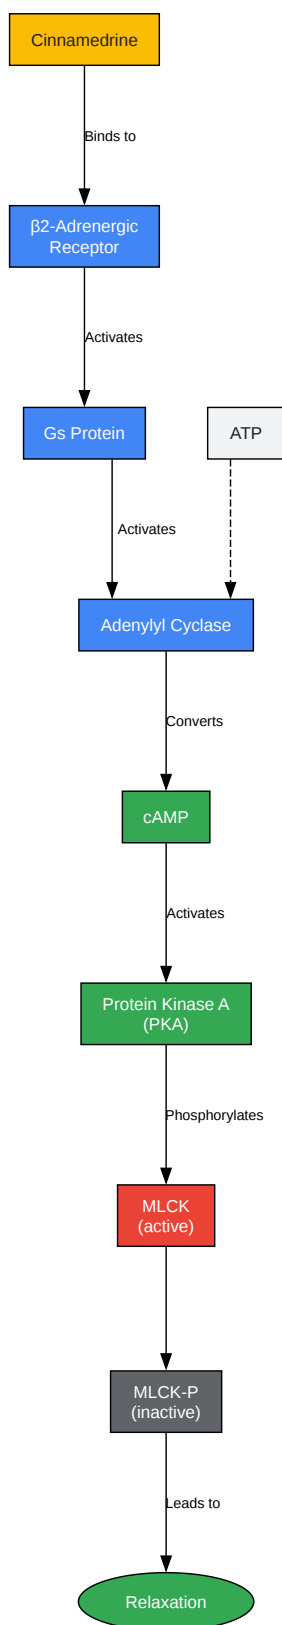 Cinnamedrine
Binds to
β2-Adrenergic
Receptor
Activates
Gs Protein
ATP
Activates
Adenylyl Cyclase
Converts
cAMP
Activates
Protein Kinase A
(PKA)
Phosphorylates
MLCK
(active)
MLCK-P
(inactive)
Leads to
Relaxation